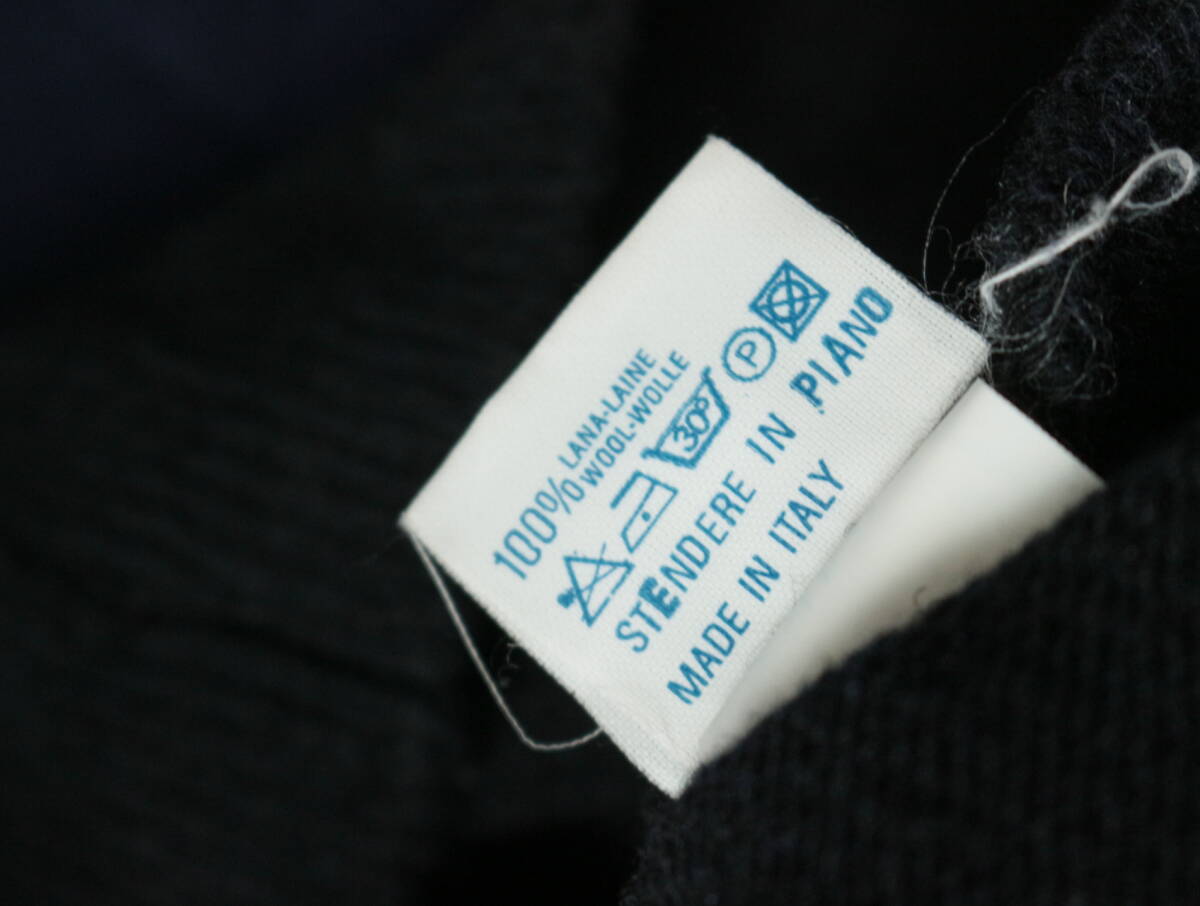 100% LANA-LAINE
WOOL-WOLLE
30° P
STENDERE IN PIANO
MADE IN ITALY